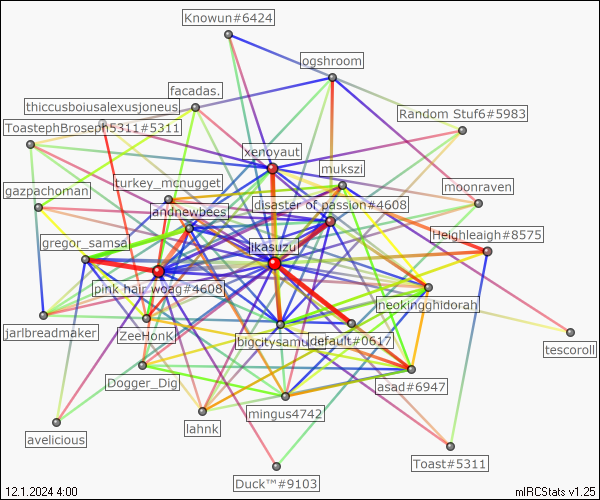 Knowun#6424
ogshroom
facadas.
thiccusboiusalexusjoneus
Random Stuf6#5983
ToastephBroseph5311#5311
xenoyaut
mukszi
turkey_mcnugget
moonraven
gazpachoman
disaster of passion#4608
andnewbees
Heighleaigh#8575
gregor_samsa
ikasuzu
pink hair woag#4608
neokingghidorah
jarlbreadmaker
ZeeHonk
bigcitysamurai
default#0617
tescoroll
Dogger_Dig
asad#6947
mingus4742
lahnk
avelicious
Toast#5311
Duck™#9103
12.1.2024 4:00
mIRCStats v1.25